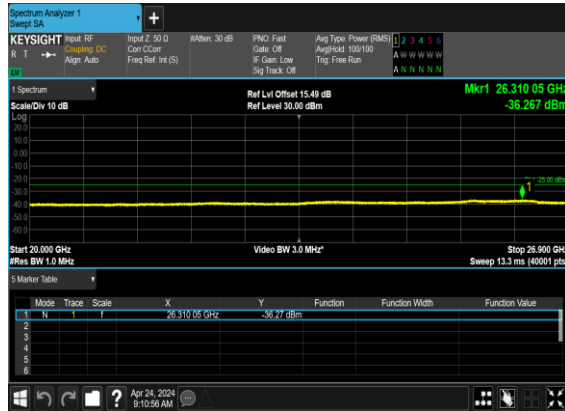 Spectrum Analyzer 1
Swept SA
+
KEYSIGHT Input: RF Input Z: 50 Ω #Atten: 30 dB PNO: Fast Avg Type: Power (RMS) 1 2 3 4 5 6
R T Coupling: DC Corr CCorr Gate: Off Avg|Hold: 100/100 A W W W W W
Align: Auto Freq Ref: Int (S) IF Gain: Low Trig: Free Run
LW Sig Track: Off A N N N N N
1 Spectrum Ref Lvl Offset 15.49 dB Mkr1 26.310 05 GHz
Scale/Div 10 dB Ref Level 30.00 dBm -36.267 dBm
Log
20.0
10.0
0.00
-10.0
-20.0
-25.00 dBm
-30.0
1
-40.0
-50.0
-60.0
Start 20.000 GHz Video BW 3.0 MHz* Stop 26.900 GHz
#Res BW 1.0 MHz Sweep 13.3 ms (40001 pts)
5 Marker Table
Mode Trace Scale X Y Function Function Width Function Value
1 N 1 f 26.310 05 GHz -36.27 dBm
2
3
4
5
6
? Apr 24, 2024
9:10:56 AM